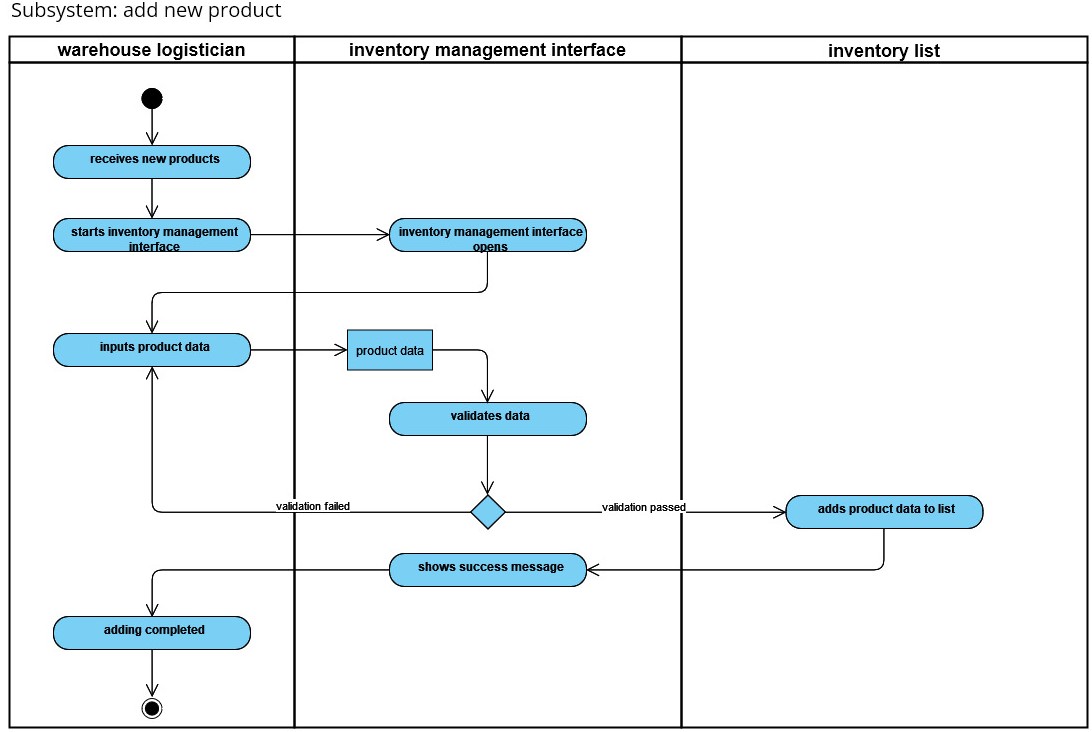 Subsystem: add new product
warehouse logistician
inventory management interface
inventory list
receives new products
starts inventory management
interface
inventory management interface
opens
inputs product data
product data
validates data
validation failed
validation passed
adds product data to list
shows success message
adding completed